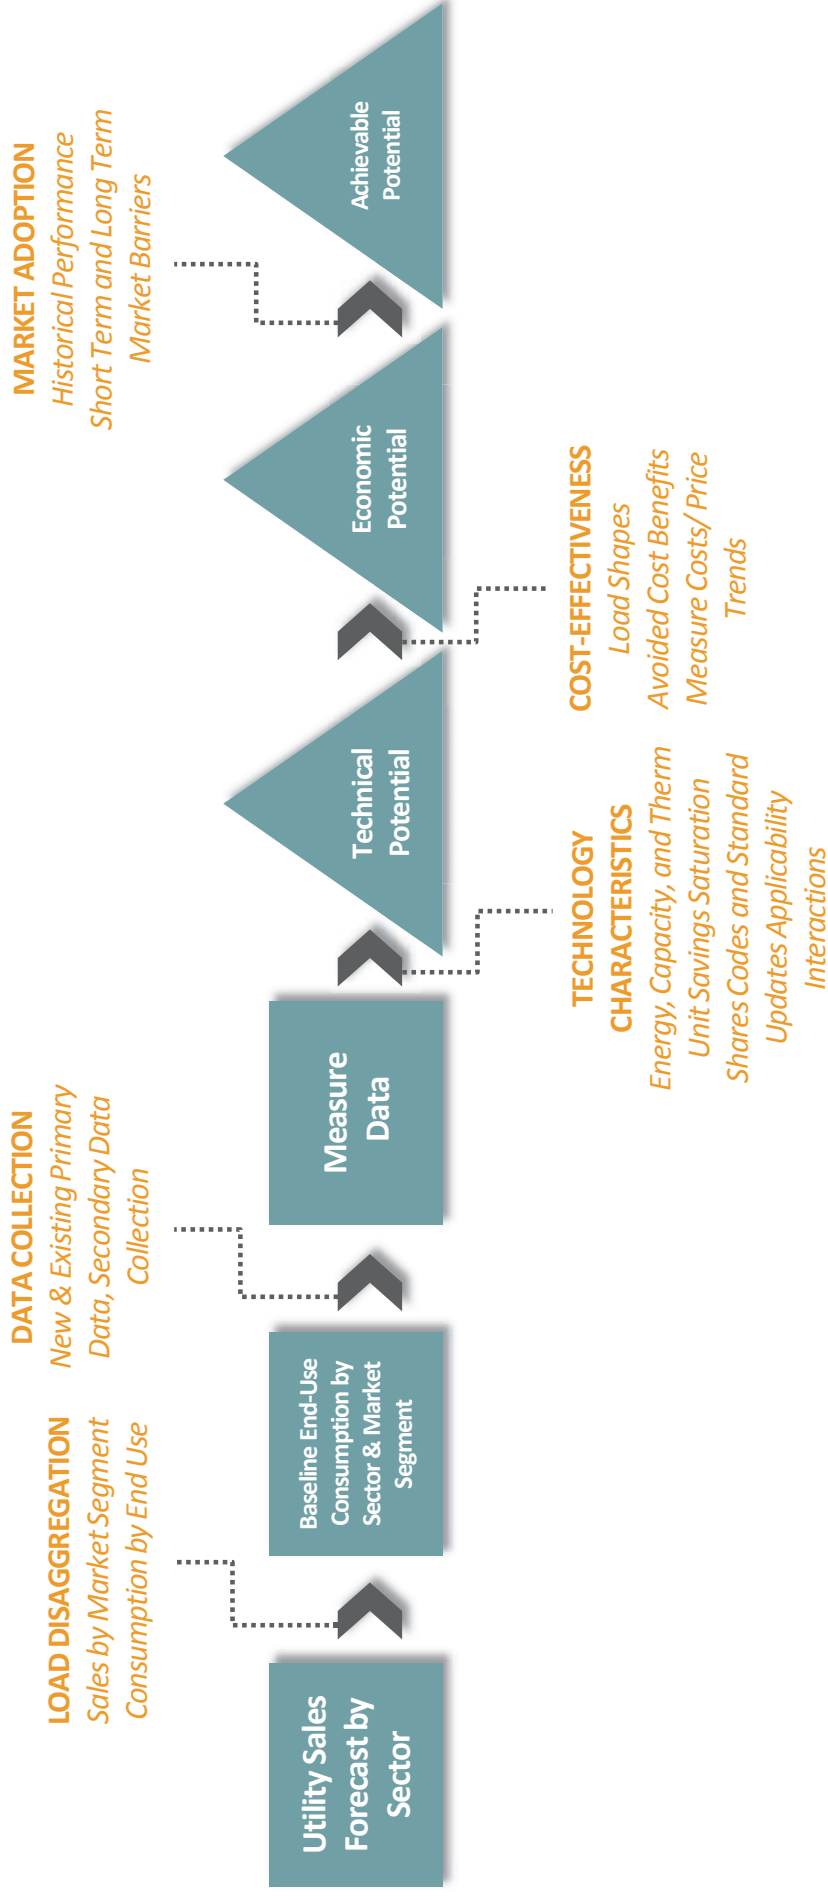 LOAD DISAGGREGATION
Sales by Market Segment
Consumption by End Use
DATA COLLECTION
New & Existing Primary
Data, Secondary Data
Collection
MARKET ADOPTION
Historical Performance
Short Term and Long Term
Market Barriers
Utility Sales
Forecast by
Sector
Baseline End-Use
Consumption by
Sector & Market
Segment
Measure
Data
Technical
Potential
Economic
Potential
Achievable
Potential
TECHNOLOGY
CHARACTERISTICS
Energy, Capacity, and Therm
Unit Savings Saturation
Shares Codes and Standard
Updates Applicability
Interactions
COST-EFFECTIVENESS
Load Shapes
Avoided Cost Benefits
Measure Costs/ Price
Trends